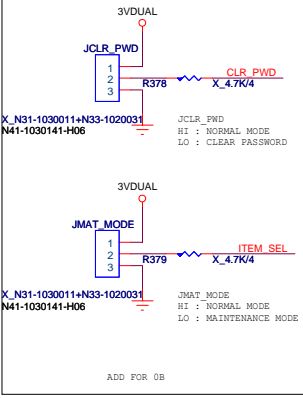 3VDUAL
JCLR_PWD
1
2
3
R378
CLR_PWD
X_4.7K/4
X_N31-1030011+N33-1020031
N41-1030141-H06
JCLR_PWD
HI : NORMAL MODE
LO : CLEAR PASSWORD
3VDUAL
JMAT_MODE
1
2
3
R379
ITEM_SEL
X_4.7K/4
X_N31-1030011+N33-1020031
N41-1030141-H06
JMAT_MODE
HI : NORMAL MODE
LO : MAINTENANCE MODE
ADD FOR 0B